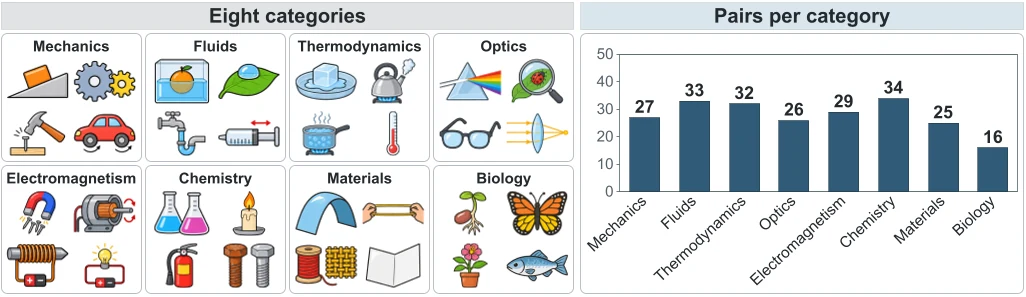 Eight categories
Mechanics
Fluids
Thermodynamics
Optics
Electromagnetism
Chemistry
Materials
Biology
Pairs per category
50
40
30
20
10
0
27
33
32
26
29
34
25
16
Mechanics
Fluids
Thermodynamics
Optics
Electromagnetism
Chemistry
Materials
Biology